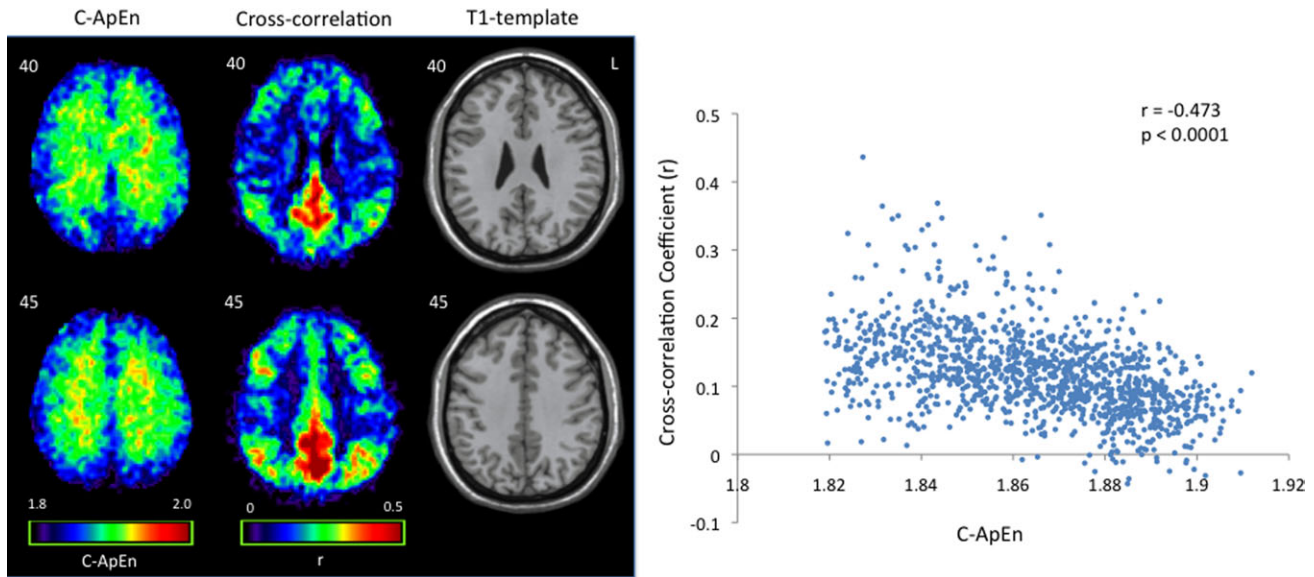 C-ApEn Cross-correlation T1-template
40 40 40 L
45 45 45
1.8 2.0 0 0.5
C-ApEn r
r = -0.473
p < 0.0001
Cross-correlation Coefficient (r)
0.5
0.4
0.3
0.2
0.1
0
-0.1
1.8 1.82 1.84 1.86 1.88 1.9 1.92
C-ApEn